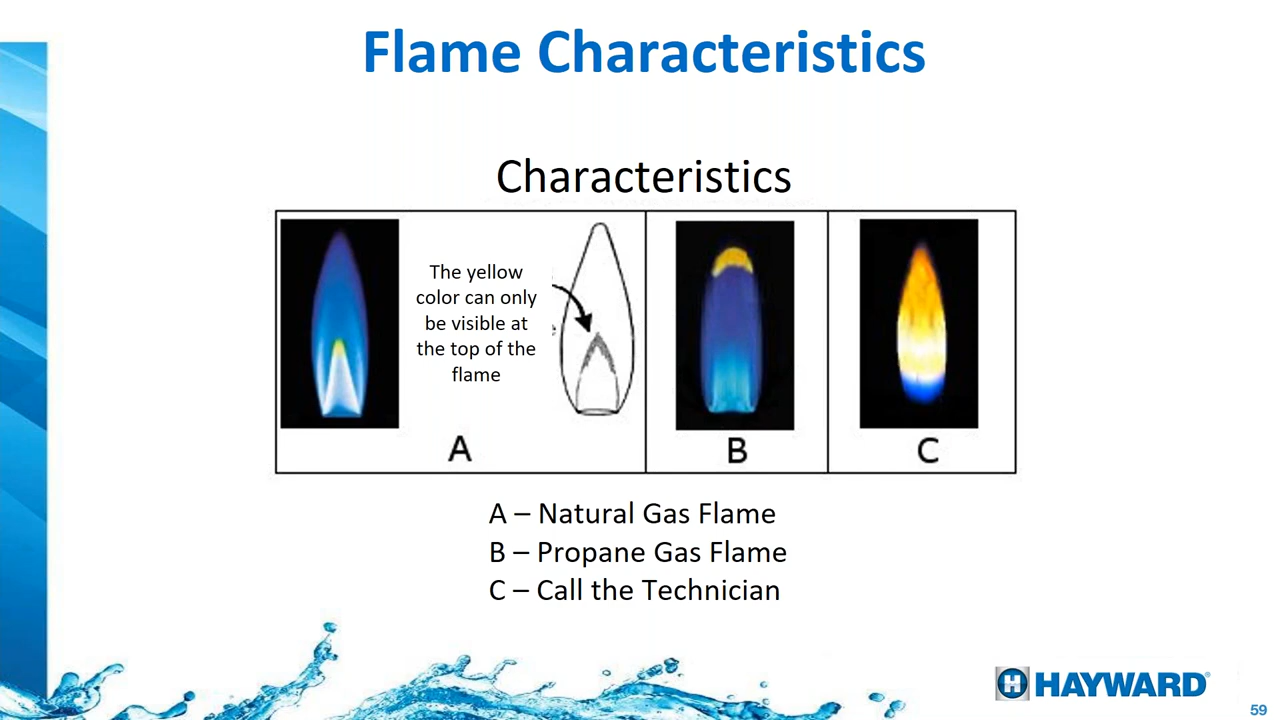 Flame Characteristics
Characteristics
The yellow
color can only
be visible at
the top of the
flame
A
B
C
A – Natural Gas Flame
B – Propane Gas Flame
C – Call the Technician
H HAYWARD®
59